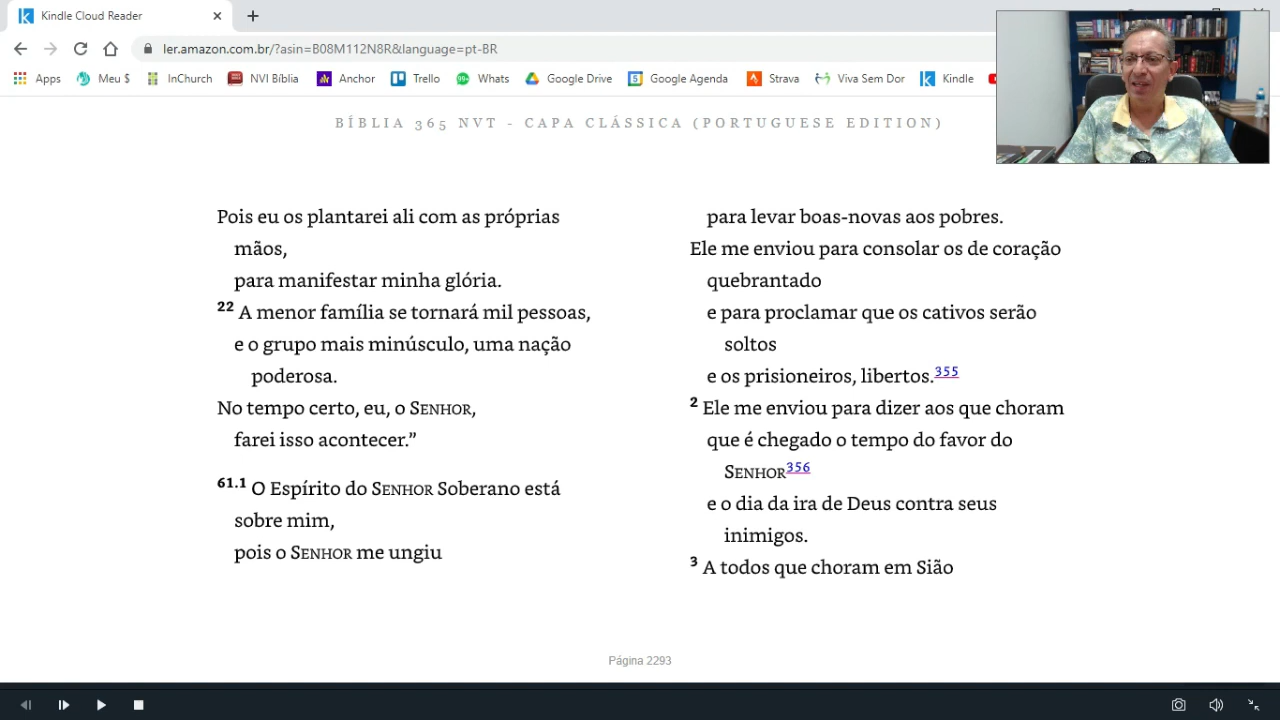 Kindle Cloud Reader
ler.amazon.com.br/?asin=B08M112N8R&language=pt-BR
Apps Meu $ InChurch NVI Bíblia Anchor Trello Whats Google Drive Google Agenda Strava Viva Sem Dor Kindle
BÍBLIA 365 NVT - CAPA CLÁSSICA (PORTUGUESE EDITION)
Pois eu os plantarei ali com as próprias
mãos,
para manifestar minha glória.
22 A menor família se tornará mil pessoas,
e o grupo mais minúsculo, uma nação
poderosa.
No tempo certo, eu, o SENHOR,
farei isso acontecer.”
61.1 O Espírito do SENHOR Soberano está
sobre mim,
pois o SENHOR me ungiu
para levar boas-novas aos pobres.
Ele me enviou para consolar os de coração
quebrantado
e para proclamar que os cativos serão
soltos
e os prisioneiros, libertos.355
2 Ele me enviou para dizer aos que choram
que é chegado o tempo do favor do
SENHOR356
e o dia da ira de Deus contra seus
inimigos.
3 A todos que choram em Sião
Página 2293